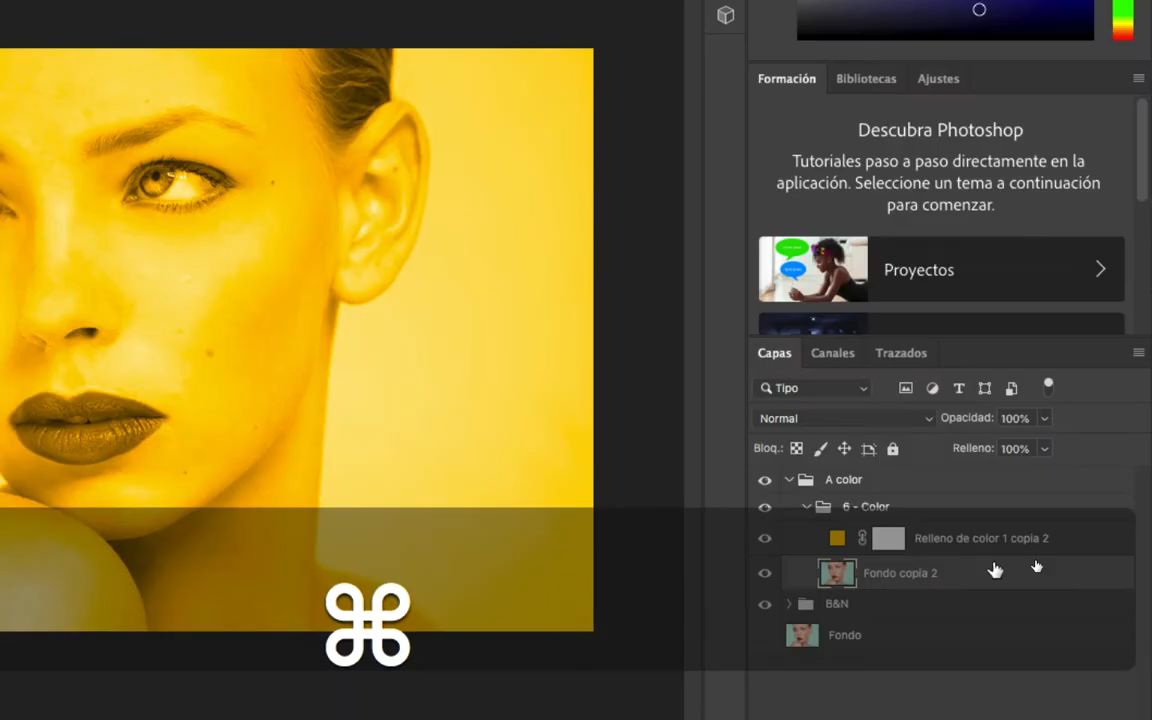 Formación Bibliotecas Ajustes
Descubra Photoshop
Tutoriales paso a paso directamente en la
aplicación. Seleccione un tema a continuación
para comenzar.
Proyectos
Capas Canales Trazados
Tipo
Normal Opacidad: 100%
Bloq.: Relleno: 100%
A color
6 - Color
Relleno de color 1 copia 2
Fondo copia 2
B&N
Fondo
⌘